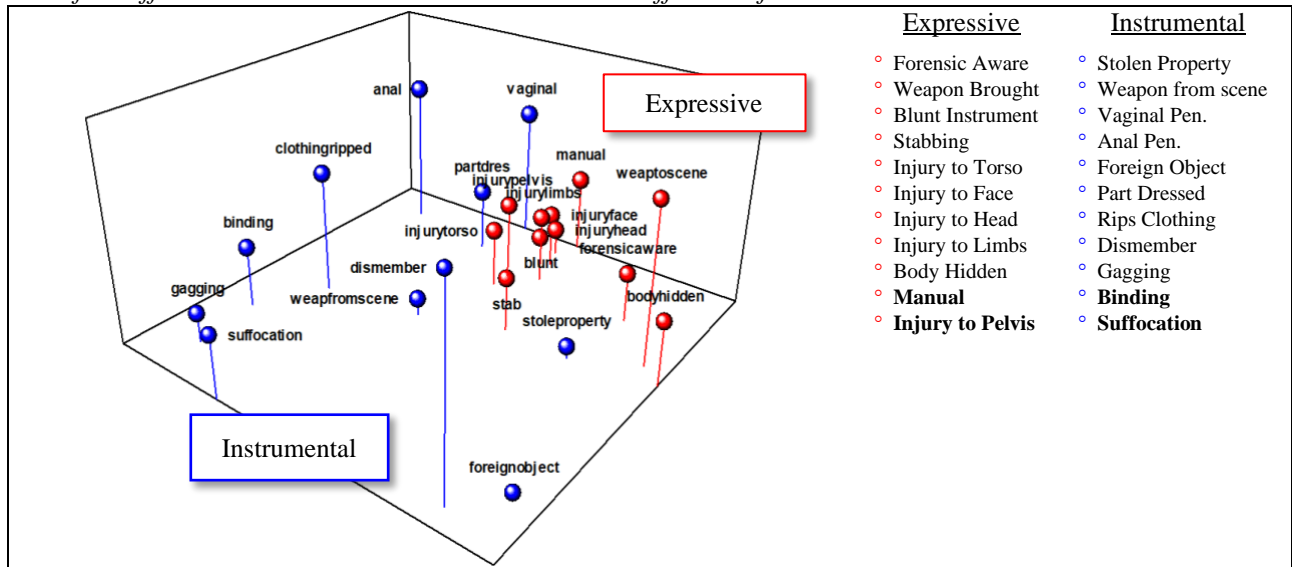 Expressive
Instrumental
° Forensic Aware
° Stolen Property
° Weapon Brought
° Weapon from scene
° Blunt Instrument
° Vaginal Pen.
° Stabbing
° Anal Pen.
° Injury to Torso
° Foreign Object
° Injury to Face
° Part Dressed
° Injury to Head
° Rips Clothing
° Injury to Limbs
° Dismember
° Body Hidden
° Gagging
° Manual
° Binding
° Injury to Pelvis
° Suffocation
anal
vaginal
Expressive
clothingripped
partdres
manual
injurypelvis
weaptoscene
injurylimbs
binding
injurytorso
injuryface
injuryhead
forensicaware
dismember
blunt
gagging
weapfromscene
stab
bodyhidden
suffocation
stoleproperty
Instrumental
foreignobject